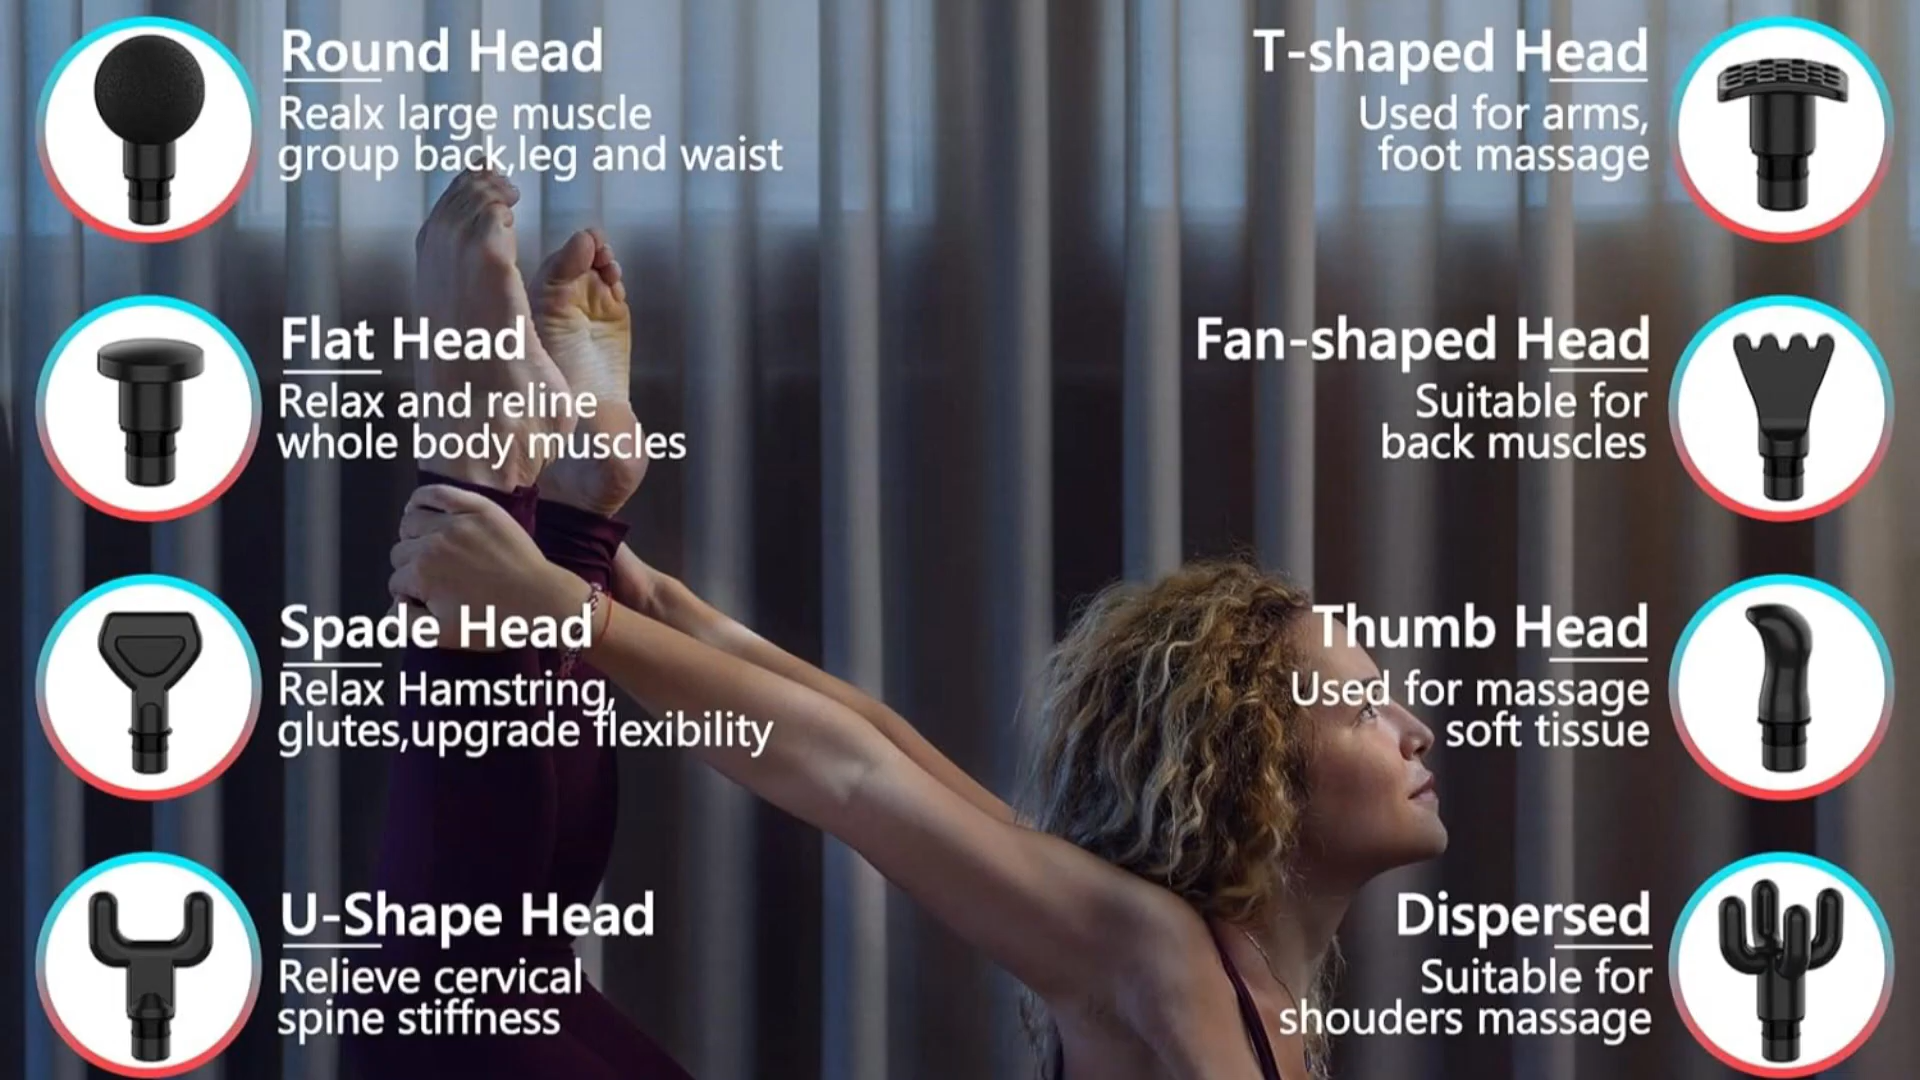 Round Head
Realx large muscle
group back,leg and waist
Flat Head
Relax and reline
whole body muscles
Spade Head
Relax Hamstring,
glutes,upgrade flexibility
U-Shape Head
Relieve cervical
spine stiffness
T-shaped Head
Used for arms,
foot massage
Fan-shaped Head
Suitable for
back muscles
Thumb Head
Used for massage
soft tissue
Dispersed
Suitable for
shouders massage